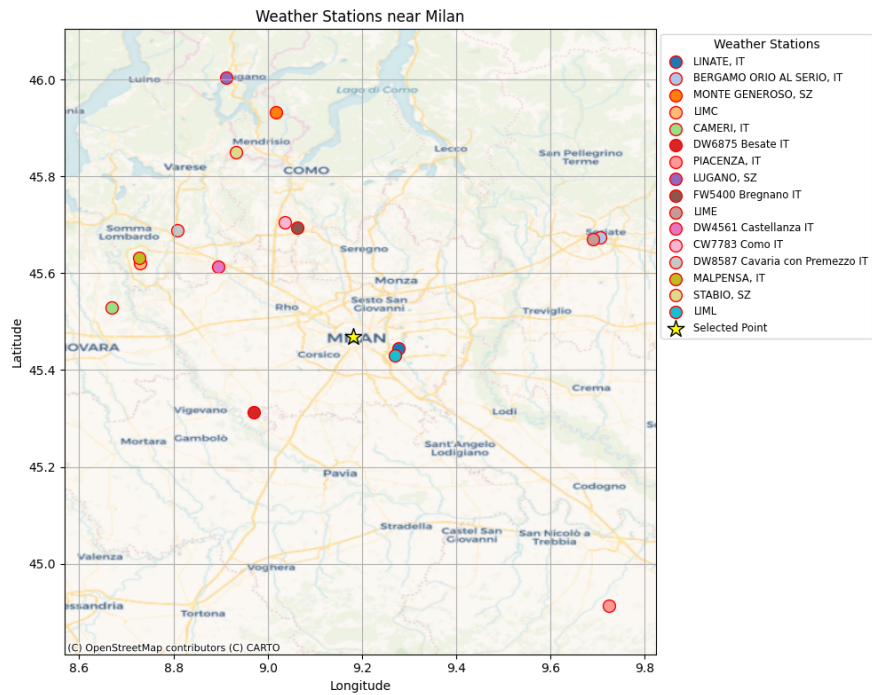 Weather Stations near Milan
46.0
45.8
45.6
45.4
45.2
45.0
Latitude
8.6
8.8
9.0
9.2
9.4
9.6
9.8
Longitude
Luino
Lago di Como
Mendrisio
Lecco
San Pellegrino
Terme
Varese
COMO
Somma
Lombardo
Seregno
Monza
Sesto San
Giovanni
Rho
Treviglio
Corsico
Crema
Vigevano
Lodi
Mortara
Gambolò
Sant'Angelo
Lodigiano
Pavia
Codogno
Stradella
Castel San
Giovanni
San Nicolò a
Trebbia
Valenza
Voghera
Tortona
(C) OpenStreetMap contributors (C) CARTO
Weather Stations
LINATE, IT
BERGAMO ORIO AL SERIO, IT
MONTE GENEROSO, SZ
LIMC
CAMERI, IT
DW6875 Besate IT
PIACENZA, IT
LUGANO, SZ
FW5400 Bregnano IT
LIME
DW4561 Castellanza IT
CW7783 Como IT
DW8587 Cavaria con Premezzo IT
MALPENSA, IT
STABIO, SZ
LIML
Selected Point